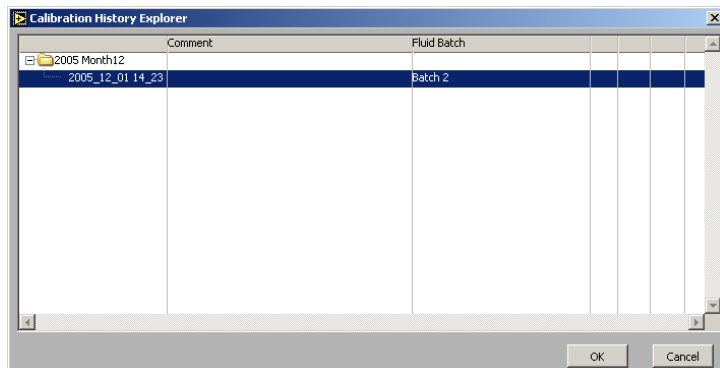 Calibration History Explorer
Comment Fluid Batch
2005 Month12
2005_12_01 14_23 Batch 2
OK Cancel